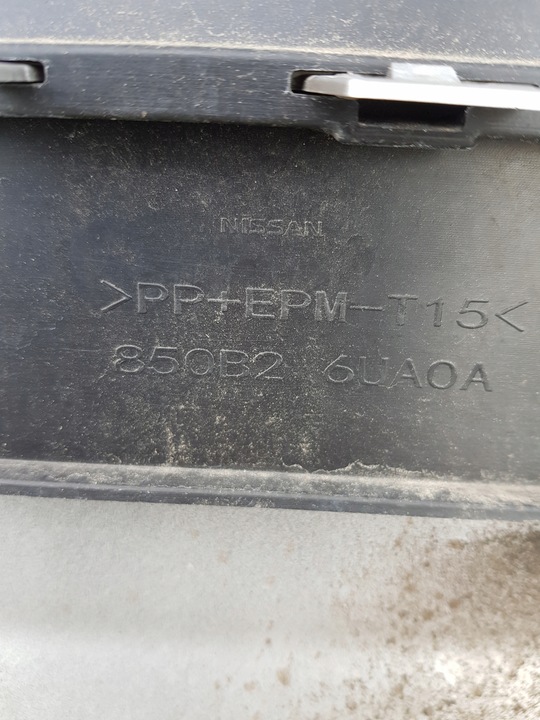 NISSAN
>PP+EPM-T15<
850B2 6UA0A